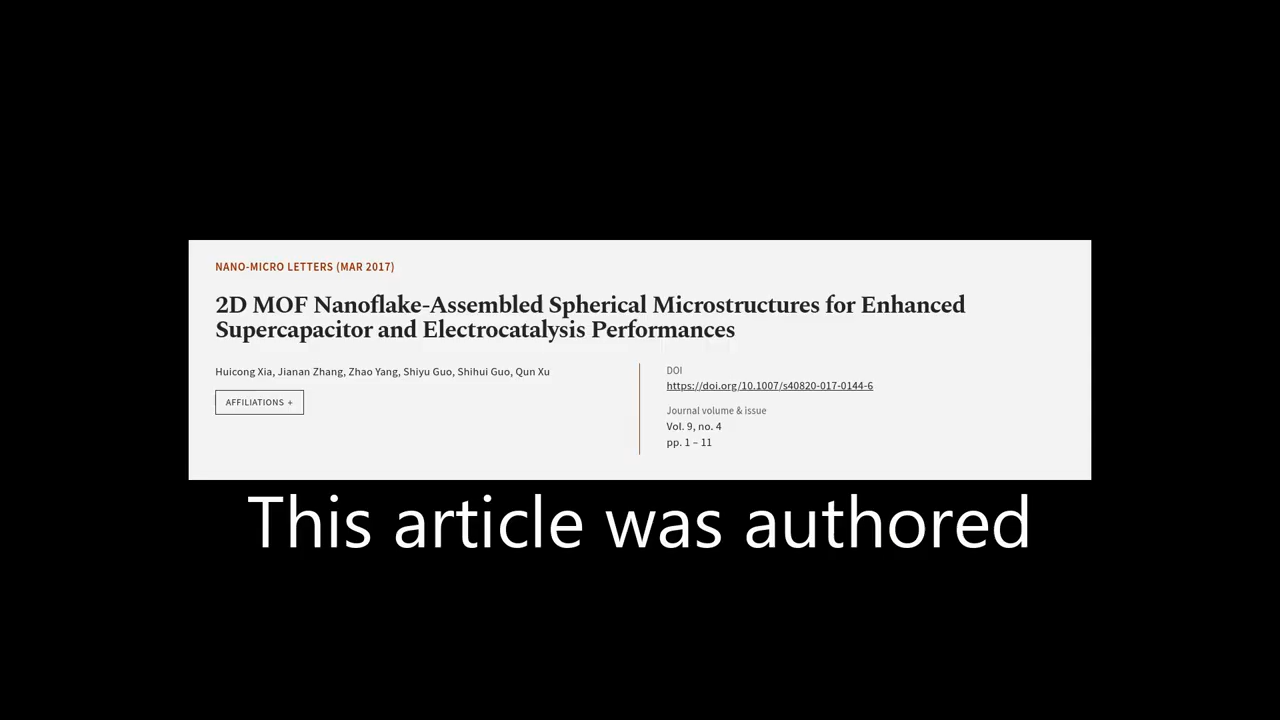 NANO-MICRO LETTERS (MAR 2017)
2D MOF Nanoflake-Assembled Spherical Microstructures for Enhanced
Supercapacitor and Electrocatalysis Performances
Huicong Xia, Jianan Zhang, Zhao Yang, Shiyu Guo, Shihui Guo, Qun Xu
AFFILIATIONS +
DOI
https://doi.org/10.1007/s40820-017-0144-6
Journal volume & issue
Vol. 9, no. 4
pp. 1 – 11
This article was authored